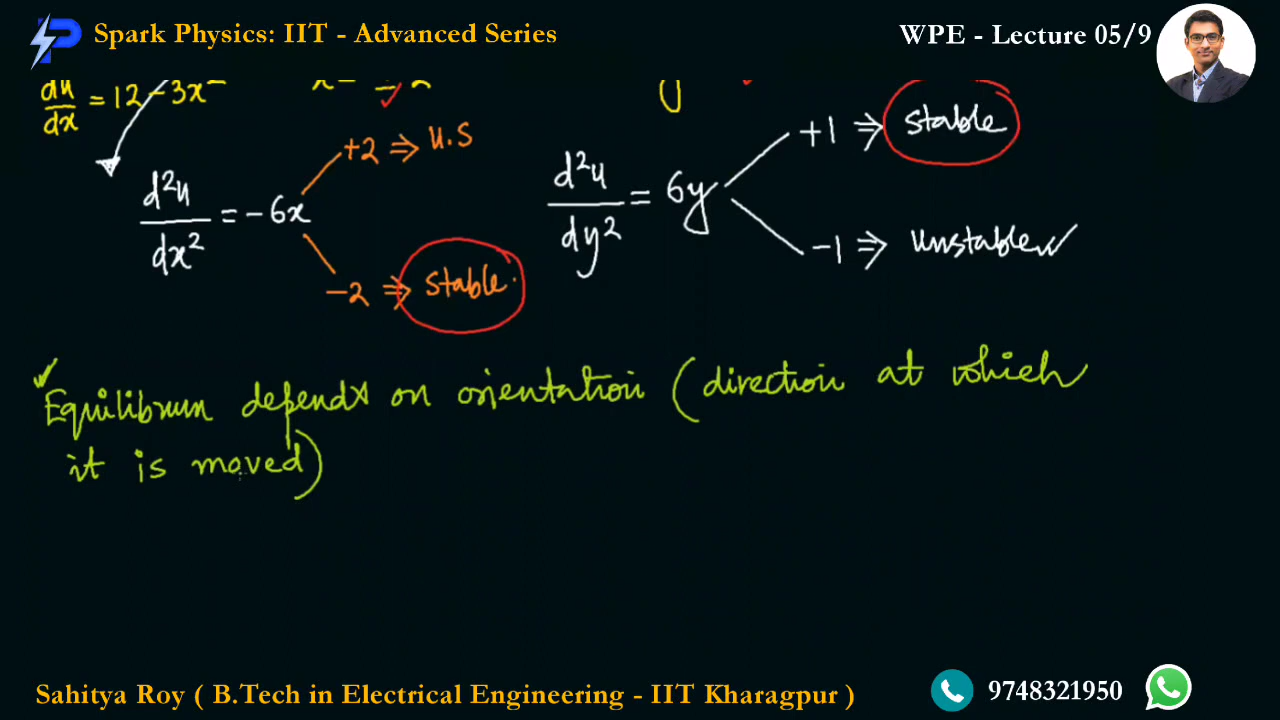 Spark Physics: IIT - Advanced Series
WPE - Lecture 05/9
du/dx = 12 - 3x²
d²u/dx² = -6x
+2 ⇒ U.S
-2 ⇒ stable.
d²u/dy² = 6y
+1 ⇒ stable
-1 ⇒ unstable
Equilibrum depends on orientation (direction at which
it is moved)
Sahitya Roy ( B.Tech in Electrical Engineering - IIT Kharagpur )
9748321950